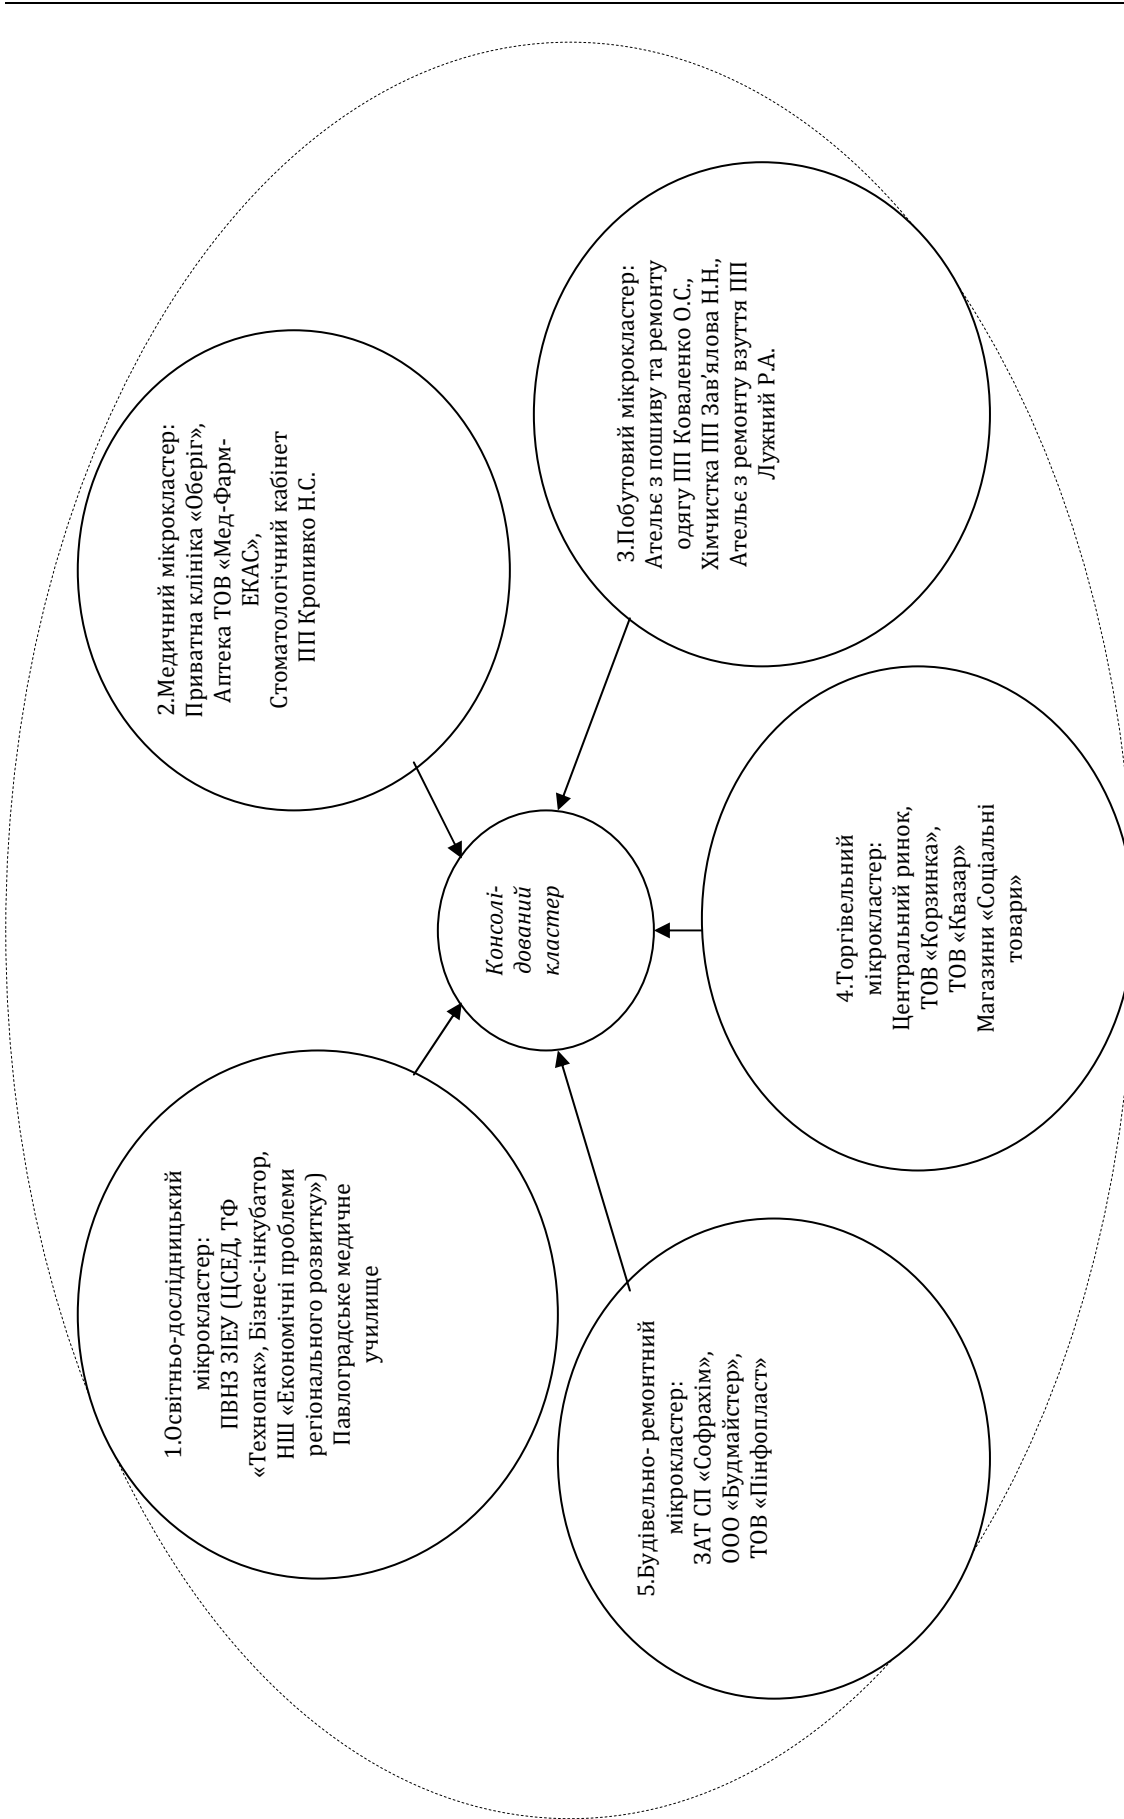 1.Освітньо-дослідницький
мікрокластер:
ПВНЗ ЗІЕУ (ЦСЕД, ТФ
«Технопак», Бізнес-інкубатор,
НШ «Економічні проблеми
регіонального розвитку»)
Павлоградське медичне
училище
2.Медичний мікрокластер:
Приватна клініка «Оберіг»,
Аптека ТОВ «Мед-Фарм-
ЕКАС»,
Стоматологічний кабінет
ПП Кропивко Н.С.
Консолі-
дований
кластер
3.Побутовий мікрокластер:
Ательє з пошиву та ремонту
одягу ПП Коваленко О.С.,
Хімчистка ПП Зав’ялова Н.Н.,
Ательє з ремонту взуття ПП
Лужний Р.А.
4.Торгівельний
мікрокластер:
Центральний ринок,
ТОВ «Корзинка»,
ТОВ «Квазар»
Магазини «Соціальні
товари»
5.Будівельно- ремонтний
мікрокластер:
ЗАТ СП «Софрахім»,
ООО «Будмайстер»,
ТОВ «Пінфопласт»